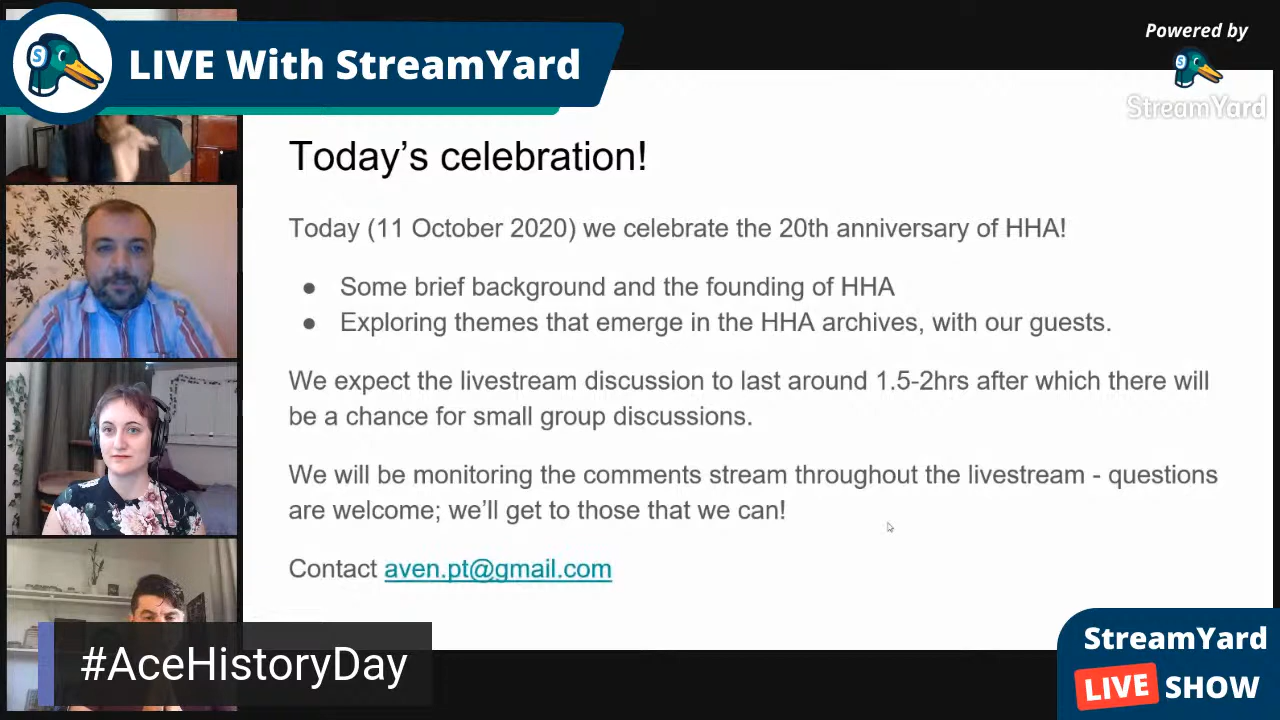 LIVE With StreamYard
Powered by
StreamYard
Today's celebration!
Today (11 October 2020) we celebrate the 20th anniversary of HHA!
● Some brief background and the founding of HHA
● Exploring themes that emerge in the HHA archives, with our guests.
We expect the livestream discussion to last around 1.5-2hrs after which there will
be a chance for small group discussions.
We will be monitoring the comments stream throughout the livestream - questions
are welcome; we'll get to those that we can!
Contact aven.pt@gmail.com
#AceHistoryDay
StreamYard
LIVE SHOW